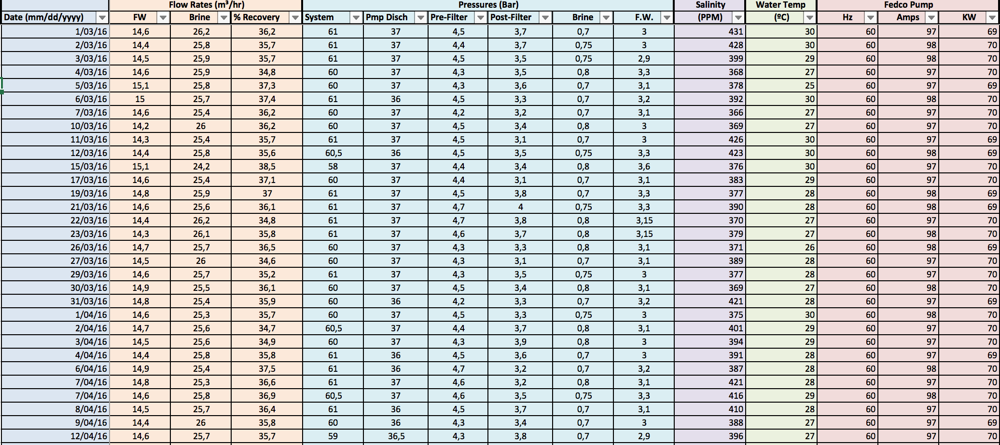 Flow Rates (m³/hr) Pressures (Bar) Salinity Water Temp Fedco Pump
Date (mm/dd/yyyy) FW Brine % Recovery System Pmp Disch Pre-Filter Post-Filter Brine F.W. (PPM) (ºC) Hz Amps KW
1/03/16 14,6 26,2 36,2 61 37 4,5 3,7 0,7 3 431 30 60 97 69
2/03/16 14,4 25,8 35,7 61 37 4,4 3,7 0,75 3 428 30 60 98 70
3/03/16 14,5 25,9 35,7 61 37 4,5 3,5 0,75 2,9 399 29 60 98 70
4/03/16 14,6 25,9 34,8 60 37 4,3 3,5 0,8 3,3 368 27 60 97 70
5/03/16 15,1 25,8 37,3 60 37 4,3 3,6 0,7 3,1 378 25 60 97 69
6/03/16 15 25,7 37,4 61 36 4,5 3,3 0,7 3,2 392 30 60 98 70
7/03/16 14,6 25,4 36,2 60 37 4,2 3,2 0,7 3,1 366 27 60 97 70
10/03/16 14,2 26 36,2 60 37 4,5 3,4 0,8 3 369 27 60 97 70
11/03/16 14,3 25,4 35,7 61 37 4,5 3,1 0,7 3 426 30 60 97 69
12/03/16 14,4 25,8 35,6 60,5 36 4,5 3,5 0,75 3,3 423 30 60 98 69
15/03/16 15,1 24,2 38,5 58 37 4,4 3,4 0,8 3,6 376 30 60 97 70
17/03/16 14,6 25,4 37,1 60 37 4,4 3,1 0,7 3,1 383 29 60 97 70
19/03/16 14,8 25,9 37 61 37 4,5 3,8 0,7 3,3 377 28 60 98 69
21/03/16 14,6 25,6 36,1 61 37 4,7 4 0,75 3,3 390 28 60 98 69
22/03/16 14,4 26,2 34,8 61 37 4,7 3,8 0,8 3,15 370 27 60 97 70
23/03/16 14,3 26,1 35,8 61 37 4,6 3,7 0,8 3,15 379 27 60 98 70
26/03/16 14,7 25,7 36,5 60 37 4,3 3,3 0,8 3,1 371 26 60 98 69
27/03/16 14,5 26 34,6 60 37 4,3 3,1 0,7 3,1 389 28 60 97 70
29/03/16 14,6 25,7 35,2 61 37 4,3 3,5 0,75 3 377 28 60 97 70
30/03/16 14,9 25,5 36,1 60 37 4,5 3,4 0,8 3,1 369 27 60 98 70
31/03/16 14,8 25,4 35,9 60 36 4,2 3,3 0,7 3,2 421 28 60 97 69
1/04/16 14,6 25,3 35,7 60 37 4,5 3,3 0,75 3 375 30 60 98 70
2/04/16 14,7 25,6 34,7 60,5 37 4,4 3,7 0,8 3,1 401 29 60 97 70
3/04/16 14,5 25,6 34,9 60 37 4,3 3,9 0,8 3 394 29 60 97 70
4/04/16 14,4 25,8 35,8 61 36 4,5 3,6 0,7 3 391 28 60 97 69
6/04/16 14,9 25,4 37,5 61 36 4,7 3,2 0,7 3,2 387 28 60 98 70
7/04/16 14,8 25,3 36,6 61 37 4,6 3,2 0,8 3,1 421 28 60 97 70
7/04/16 14,6 25,8 36,9 60,5 37 4,6 3,5 0,75 3,3 416 29 60 98 70
8/04/16 14,5 25,7 36,4 61 36 4,5 3,7 0,7 3,1 410 28 60 97 70
9/04/16 14,4 26 35,8 60 36 4,3 3,4 0,7 3 388 27 60 97 69
12/04/16 14,6 25,7 35,7 59 36,5 4,3 3,8 0,7 2,9 396 27 60 97 70